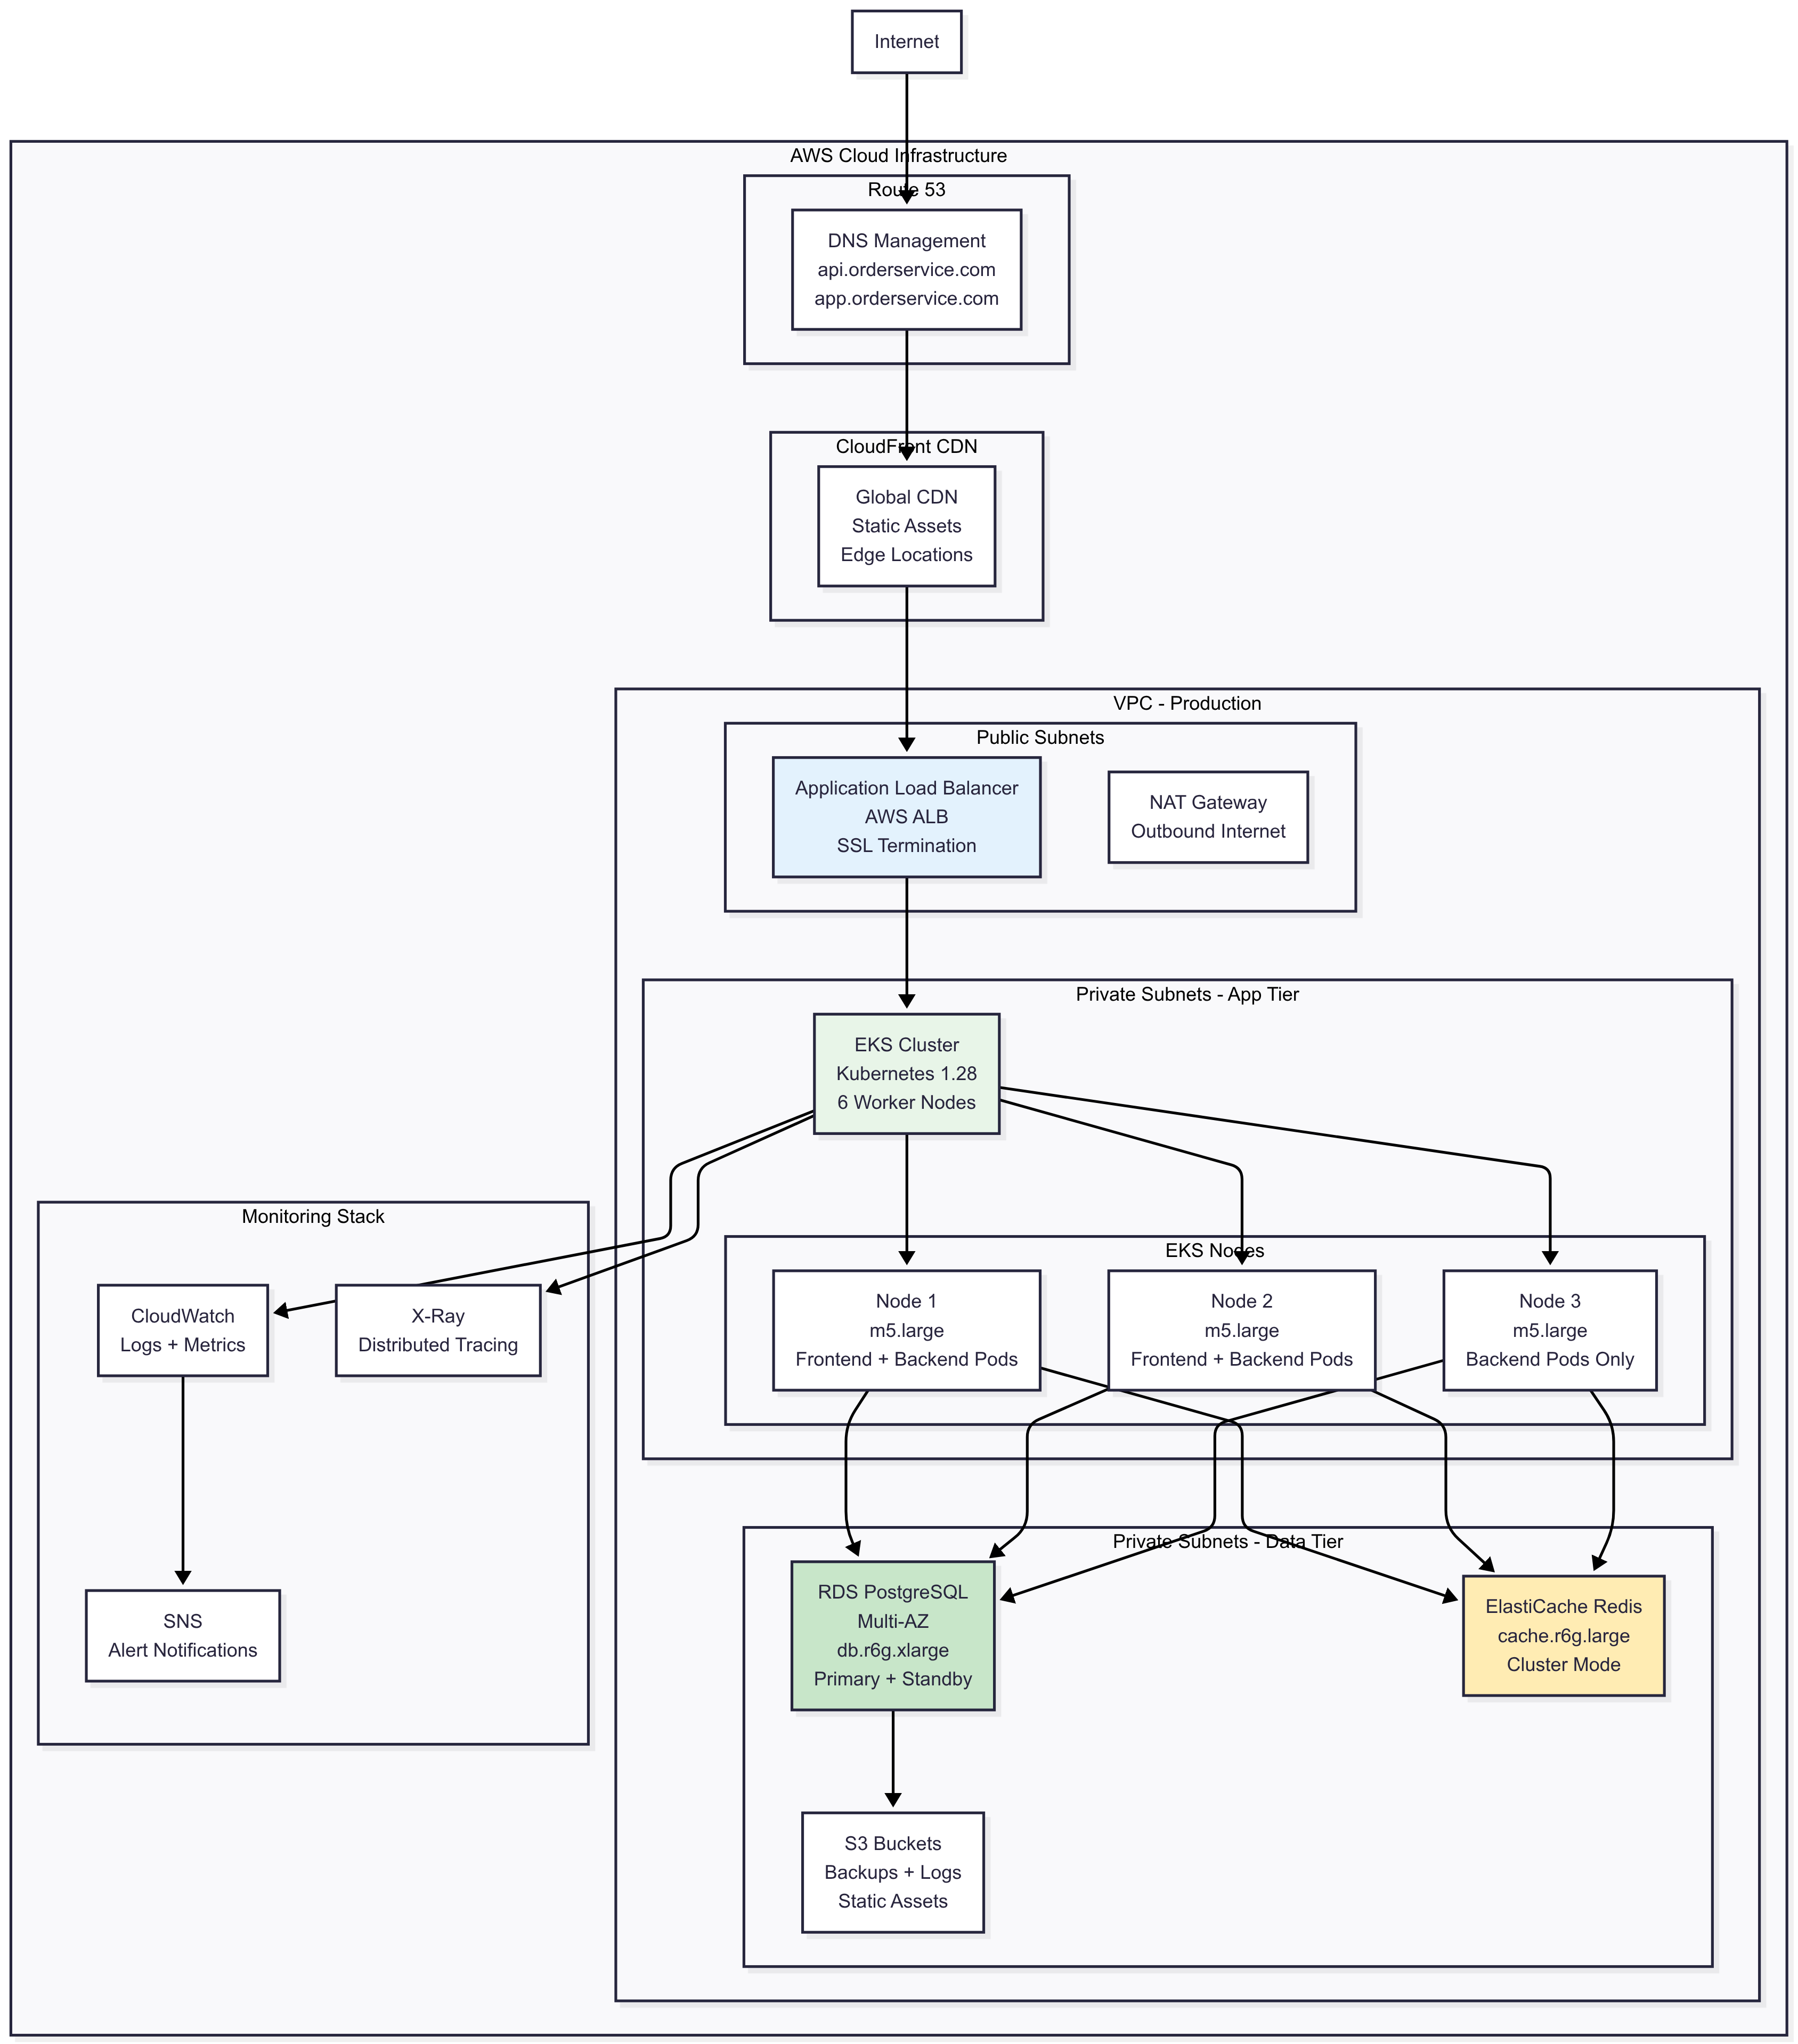 Internet
AWS Cloud Infrastructure
Route 53
DNS Management
api.orderservice.com
app.orderservice.com
CloudFront CDN
Global CDN
Static Assets
Edge Locations
VPC - Production
Public Subnets
Application Load Balancer
AWS ALB
SSL Termination
NAT Gateway
Outbound Internet
Private Subnets - App Tier
EKS Cluster
Kubernetes 1.28
6 Worker Nodes
Monitoring Stack
CloudWatch
Logs + Metrics
X-Ray
Distributed Tracing
EKS Nodes
Node 1
m5.large
Frontend + Backend Pods
Node 2
m5.large
Frontend + Backend Pods
Node 3
m5.large
Backend Pods Only
SNS
Alert Notifications
Private Subnets - Data Tier
RDS PostgreSQL
Multi-AZ
db.r6g.xlarge
Primary + Standby
ElastiCache Redis
cache.r6g.large
Cluster Mode
S3 Buckets
Backups + Logs
Static Assets